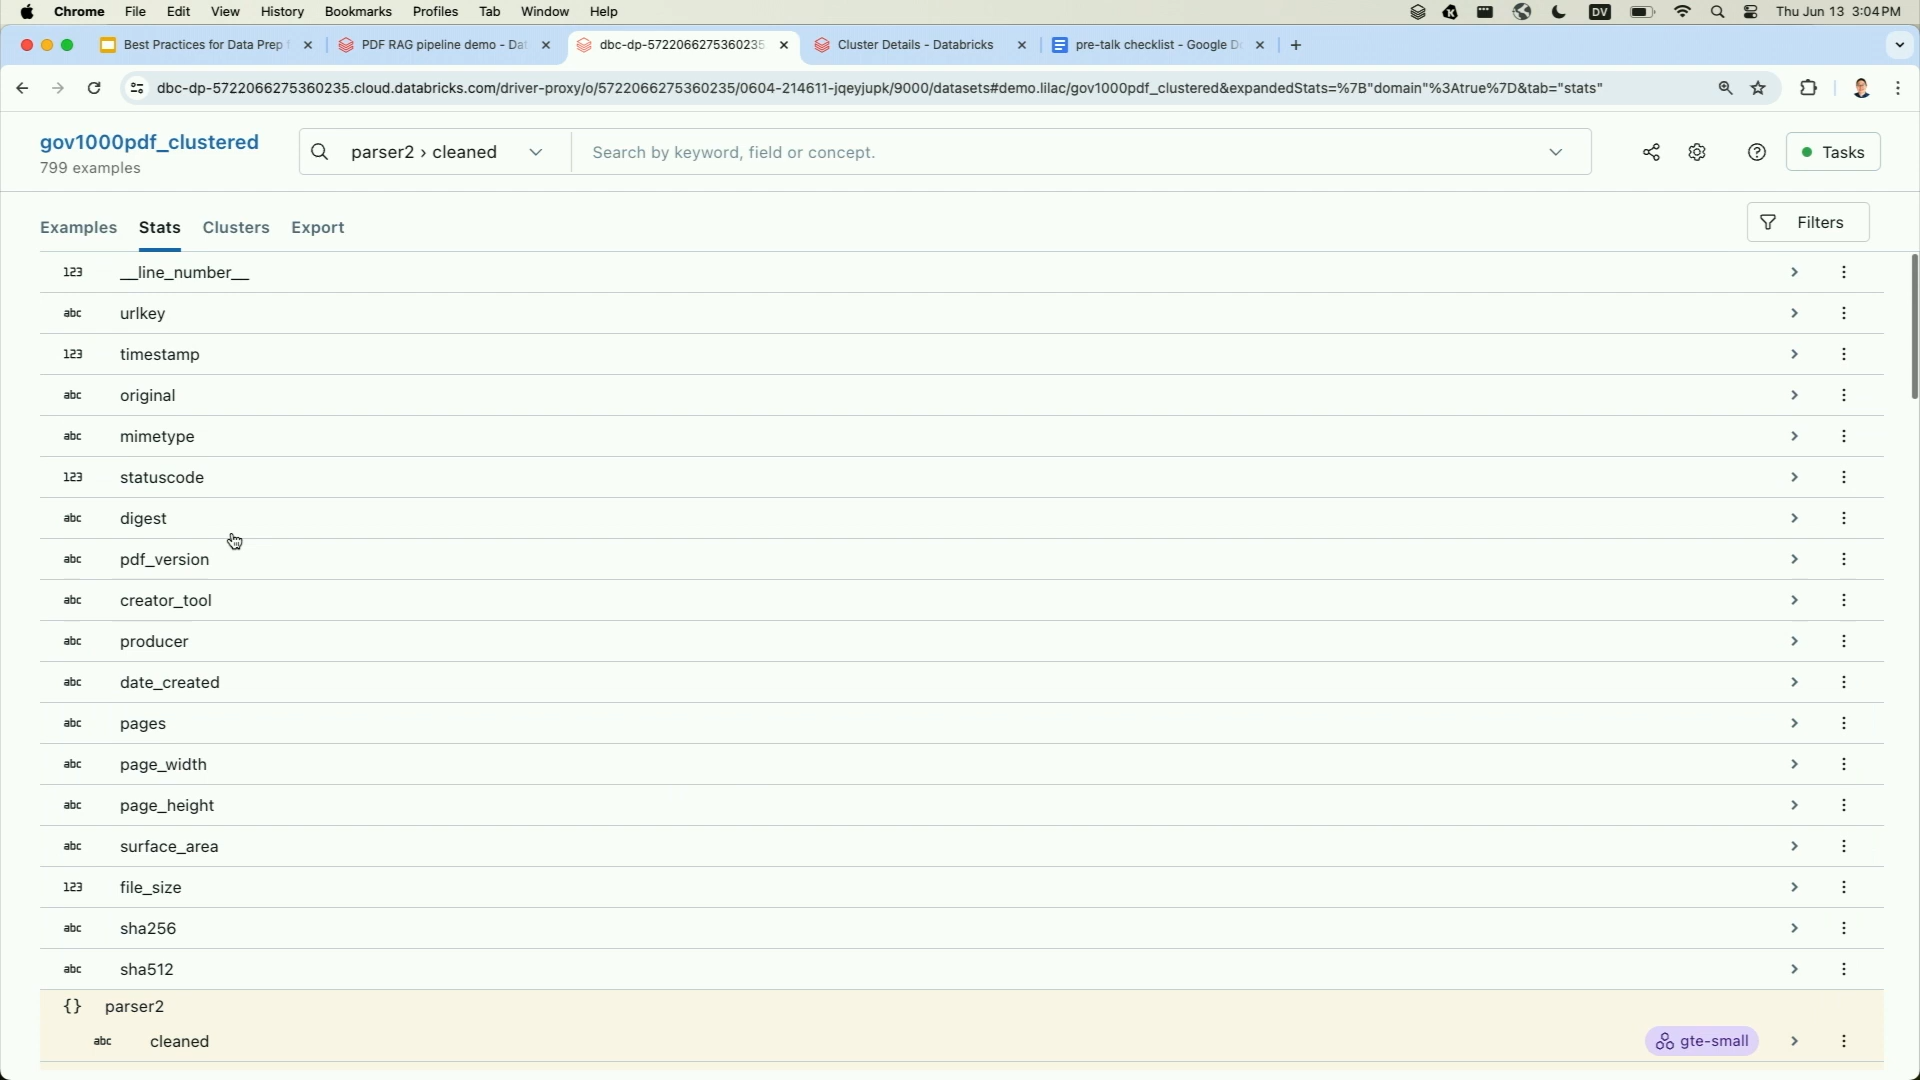 Chrome File Edit View History Bookmarks Profiles Tab Window Help DV Thu Jun 13 3:04 PM
Best Practices for Data Prep PDF RAG pipeline demo - Dat dbc-dp-5722066275360235. Cluster Details - Databricks pre-talk checklist - Google Do
dbc-dp-5722066275360235.cloud.databricks.com/driver-proxy/o/5722066275360235/0604-214611-jqeyjupk/9000/datasets#demo.lilac/gov1000pdf_clustered&expandedStats=%7B"domain"%3Atrue%7D&tab="stats"
gov1000pdf_clustered
799 examples
parser2 › cleaned
Search by keyword, field or concept.
Tasks
Examples Stats Clusters Export Filters
123 __line_number__
abc urlkey
123 timestamp
abc original
abc mimetype
123 statuscode
abc digest
abc pdf_version
abc creator_tool
abc producer
abc date_created
abc pages
abc page_width
abc page_height
abc surface_area
123 file_size
abc sha256
abc sha512
{} parser2
abc cleaned gte-small